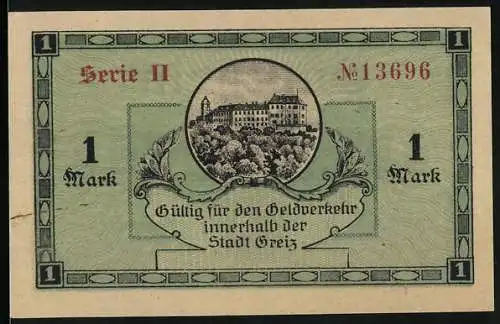 1 1
Serie II
№13696
1 Mark
1 Mark
Gültig für den Geldverkehr
innerhalb der
Stadt Greiz
1 1